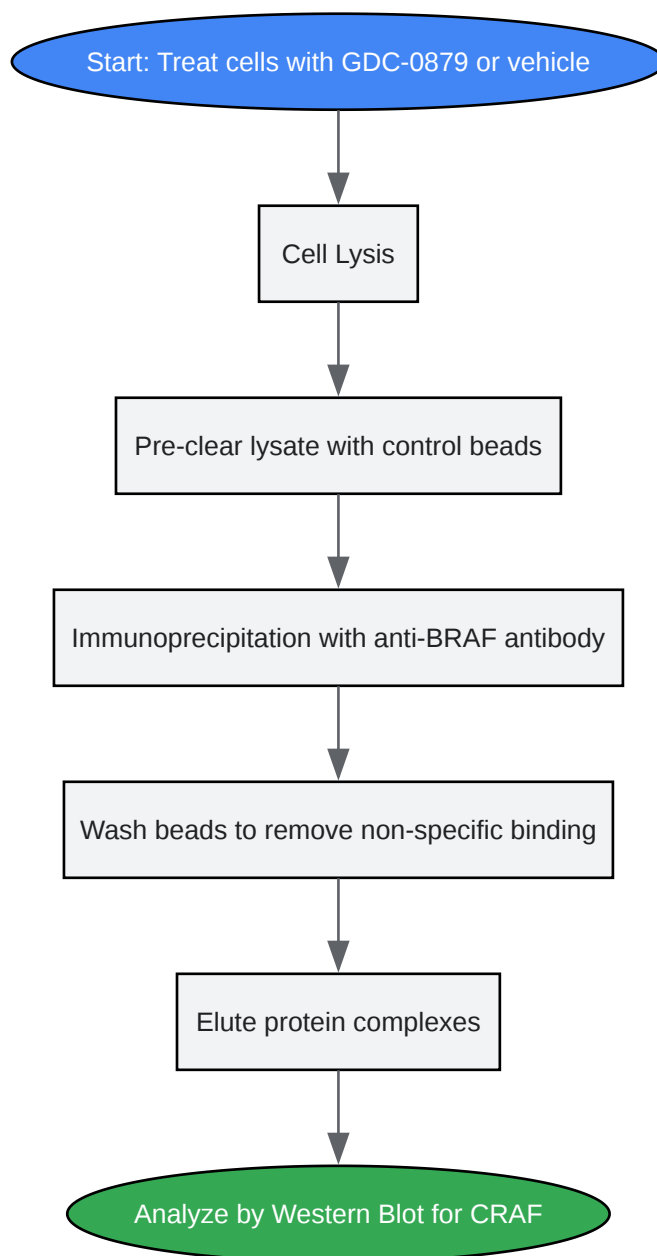 Start: Treat cells with GDC-0879 or vehicle
Cell Lysis
Pre-clear lysate with control beads
Immunoprecipitation with anti-BRAF antibody
Wash beads to remove non-specific binding
Elute protein complexes
Analyze by Western Blot for CRAF